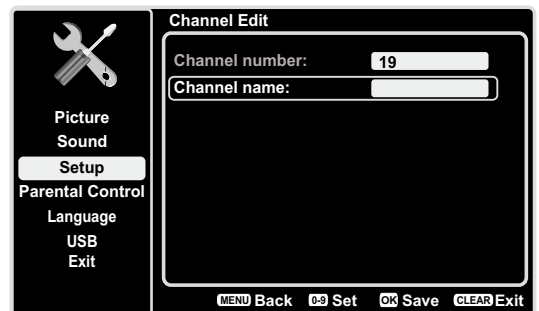 Channel Edit
Channel number: 19
Channel name:
Picture
Sound
Setup
Parental Control
Language
USB
Exit
MENU Back 0-9 Set OK Save CLEAR Exit